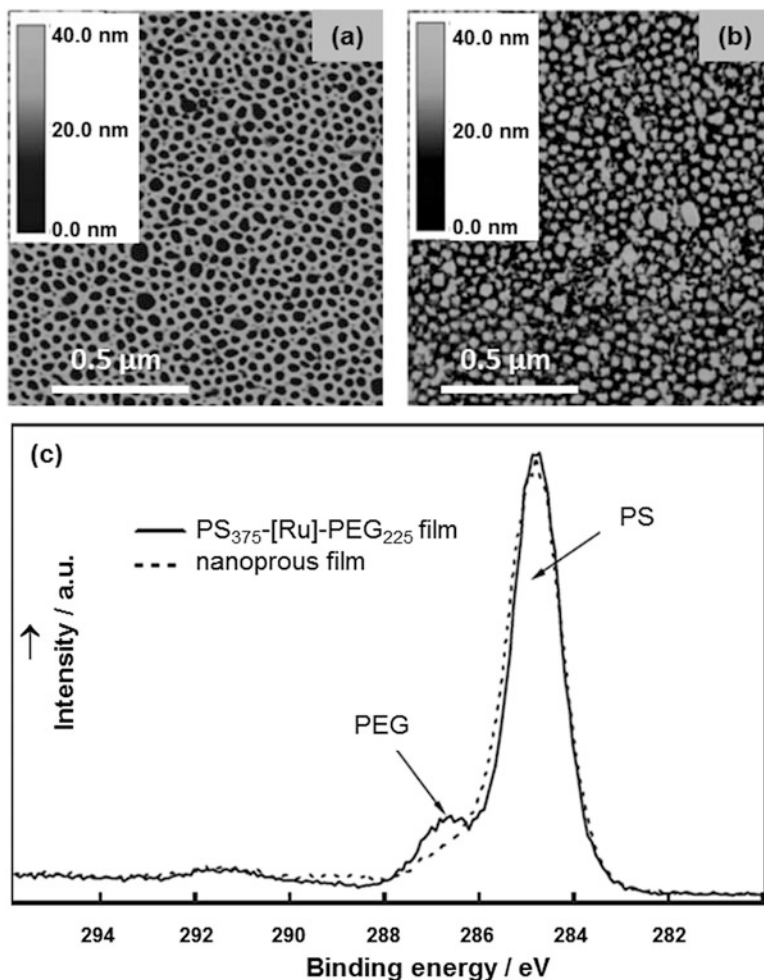 (a)
40.0 nm
20.0 nm
0.0 nm
0.5 μm
(b)
40.0 nm
20.0 nm
0.0 nm
0.5 μm
(c)
PS₃₇₅-[Ru]-PEG₂₂₅ film
nanoprous film
PS
PEG
Intensity / a.u.
→
294 292 290 288 286 284 282
Binding energy / eV